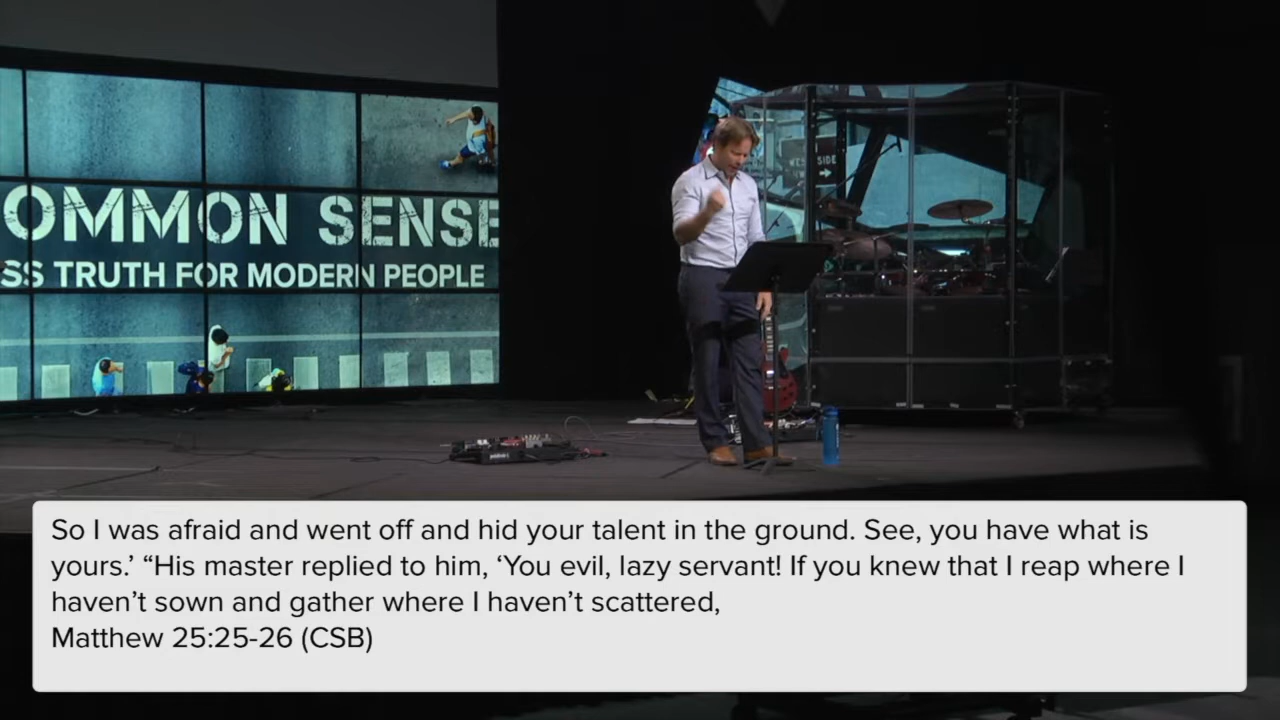 OMMON SENSE
SS TRUTH FOR MODERN PEOPLE
WEST SIDE
So I was afraid and went off and hid your talent in the ground. See, you have what is
yours.’ “His master replied to him, ‘You evil, lazy servant! If you knew that I reap where I
haven’t sown and gather where I haven’t scattered,
Matthew 25:25-26 (CSB)